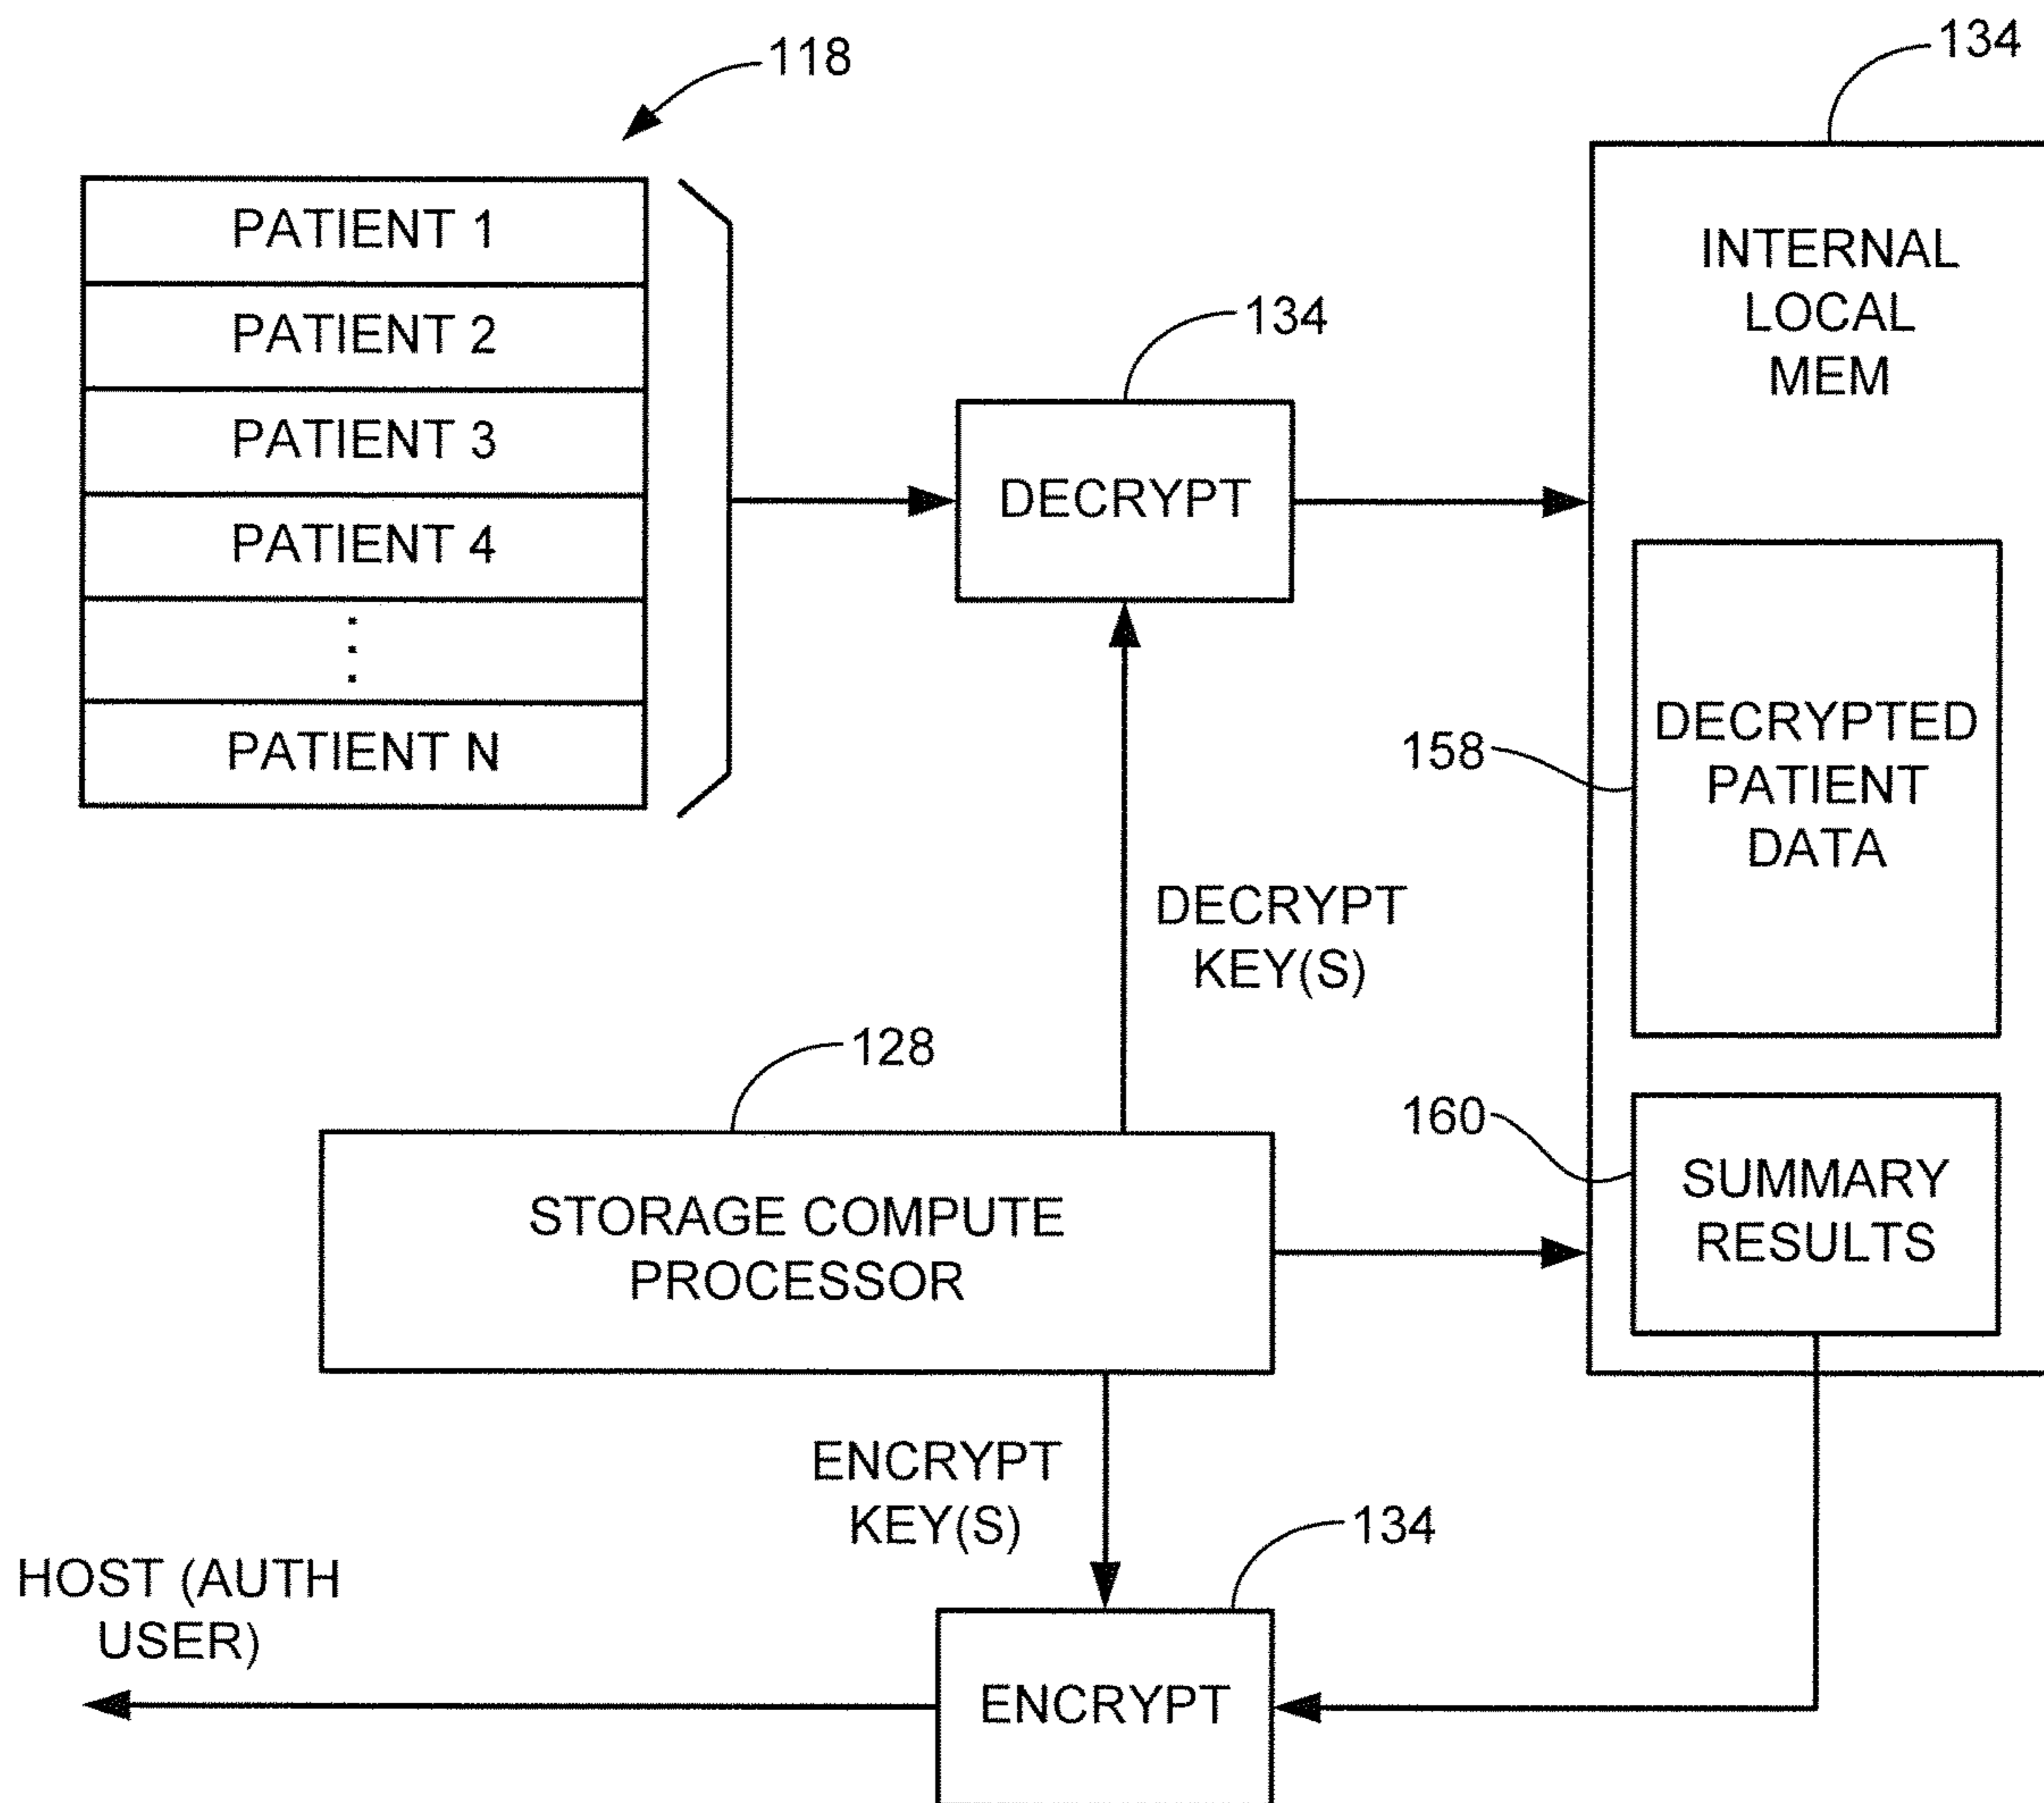 118
134
PATIENT 1
PATIENT 2
PATIENT 3
PATIENT 4
PATIENT N
134
DECRYPT
INTERNAL
LOCAL
MEM
158
DECRYPTED
PATIENT
DATA
DECRYPT
KEY(S)
128
STORAGE COMPUTE
PROCESSOR
160
SUMMARY
RESULTS
ENCRYPT
KEY(S)
134
HOST (AUTH
USER)
ENCRYPT